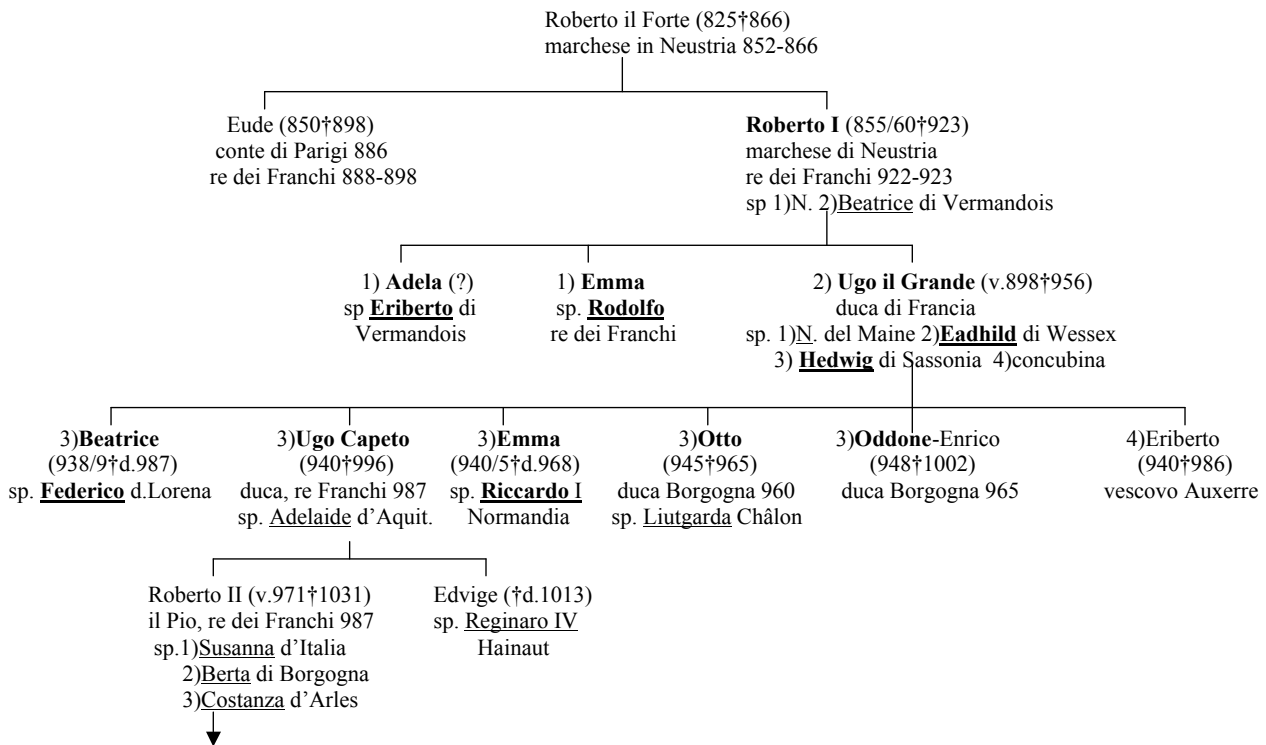 Roberto il Forte (825†866)
marchese in Neustria 852-866
Eude (850†898)
conte di Parigi 886
re dei Franchi 888-898
Roberto I (855/60†923)
marchese di Neustria
re dei Franchi 922-923
sp 1)N. 2)Beatrice di Vermandois
1) Adela (?)
sp Eriberto di
Vermandois
1) Emma
sp. Rodolfo
re dei Franchi
2) Ugo il Grande (v.898†956)
duca di Francia
sp. 1)N. del Maine 2)Eadhild di Wessex
3) Hedwig di Sassonia 4)concubina
3)Beatrice
(938/9†d.987)
sp. Federico d.Lorena
3)Ugo Capeto
(940†996)
duca, re Franchi 987
sp. Adelaide d’Aquit.
3)Emma
(940/5†d.968)
sp. Riccardo I
Normandia
3)Otto
(945†965)
duca Borgogna 960
sp. Liutgarda Châlon
3)Oddone-Enrico
(948†1002)
duca Borgogna 965
4)Eriberto
(940†986)
vescovo Auxerre
Roberto II (v.971†1031)
il Pio, re dei Franchi 987
sp.1)Susanna d’Italia
2)Berta di Borgogna
3)Costanza d’Arles
Edvige (†d.1013)
sp. Reginaro IV
Hainaut